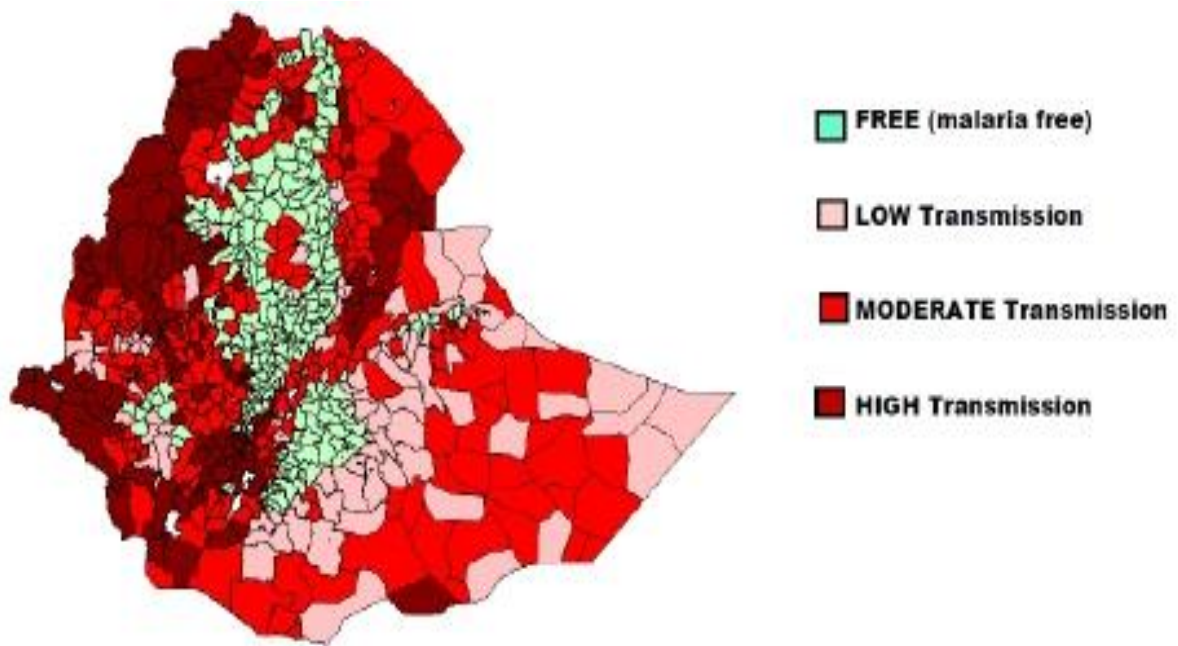 FREE (malaria free)
LOW Transmission
MODERATE Transmission
HIGH Transmission